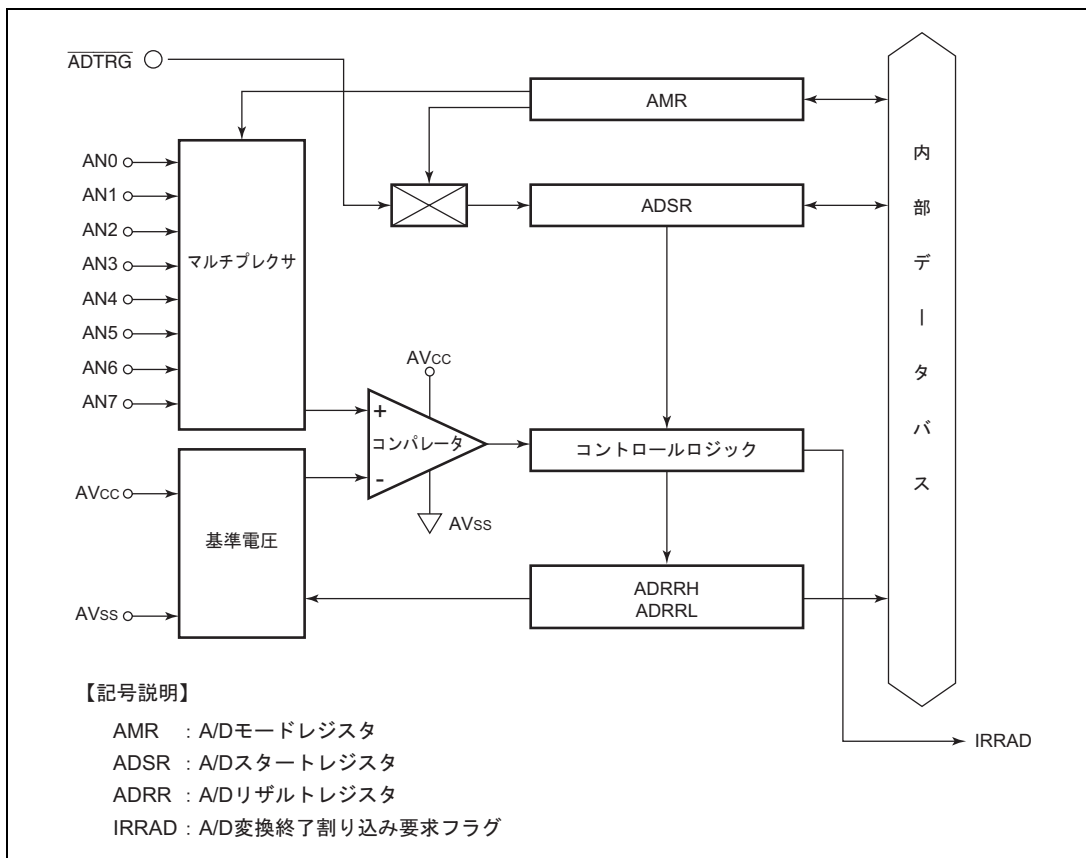 ADTRG
AMR
AN0
AN1
AN2
AN3
AN4
AN5
AN6
AN7
マルチプレクサ
ADSR
内部データバス
AVCC
+
コンパレータ
-
AVSS
コントロールロジック
AVCC
基準電圧
AVSS
ADRRH
ADRRL
IRRAD
【記号説明】
AMR : A/Dモードレジスタ
ADSR : A/Dスタートレジスタ
ADRR : A/Dリザルトレジスタ
IRRAD : A/D変換終了割り込み要求フラグ